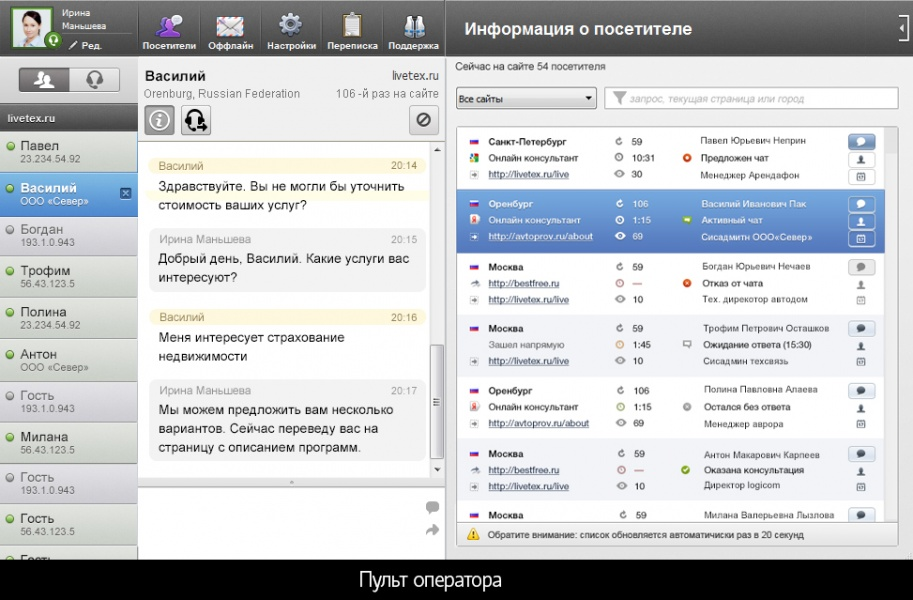 Ирина
Маньшева
Ред.
Посетители
Оффлайн
Настройки
Переписка
Поддержка
livetex.ru
Павел
23.234.54.92
Василий
ООО «Север»
Богдан
193.1.0.943
Трофим
56.43.123.5
Полина
23.234.54.92
Антон
ООО «Север»
Гость
193.1.0.943
Милана
56.43.123.5
Гость
193.1.0.943
Гость
56.43.123.5
Гость
Василий
livetex.ru
Orenburg, Russian Federation
106 -й раз на сайте
Василий 20:14
Здравствуйте. Вы не могли бы уточнить
стоимость ваших услуг?
Ирина Маньшева 20:15
Добрый день, Василий. Какие услуги вас
интересуют?
Василий 20:16
Меня интересует страхование
недвижимости
Ирина Маньшева 20:17
Мы можем предложить вам несколько
вариантов. Сейчас переведу вас на
страницу с описанием программ.
Информация о посетителе
Сейчас на сайте 54 посетителя
Все сайты
запрос, текущая страница или город
Санкт-Петербург 59 Павел Юрьевич Неприн
Онлайн консультант 10:31 Предложен чат
http://livetex.ru/live 30 Менеджер Арендафон
Оренбург 106 Василий Иванович Пак
Онлайн консультант 1:15 Активный чат
http://avtoprov.ru/about 69 Сисадмитн ООО«Север»
Москва 59 Богдан Юрьевич Нечаев
http://bestfree.ru — Отказ от чата
http://livetex.ru/live 10 Тех. дирекотор автодом
Москва 59 Трофим Петрович Осташков
Зашел напрямую 1:45 Ожидание ответа (15:30)
http://livetex.ru/live 10 Сисадмин техсвязь
Оренбург 106 Полина Павловна Алаева
Онлайн консультант 1:15 Остался без ответа
http://avtoprov.ru/about 69 Менеджер аврора
Москва 59 Антон Макарович Карпеев
http://bestfree.ru — Оказана консультация
http://livetex.ru/live 10 Директор logicom
Москва 59 Милана Валерьевна Лызлова
Обратите внимание: список обновляется автоматичиски раз в 20 секунд
Пульт оператора